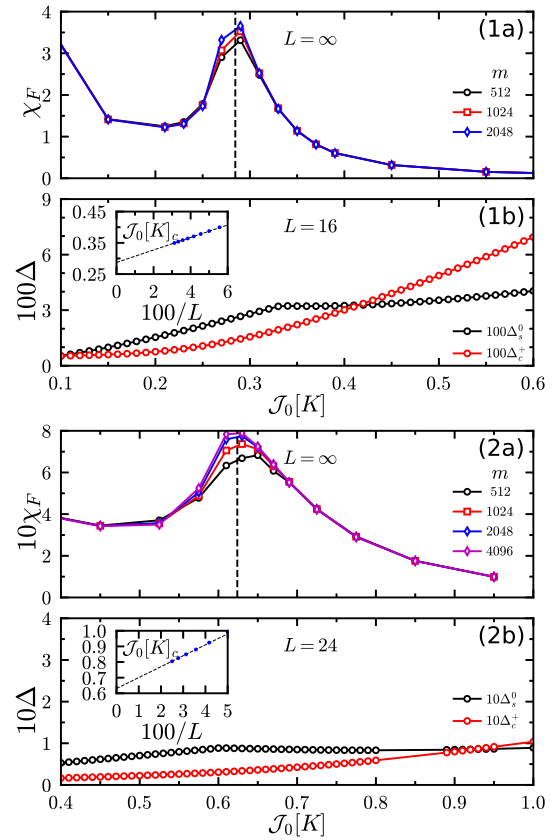 (1a)
L = ∞
m
512
1024
2048
χF
4
3
2
1
0
(1b)
L = 16
9
6
3
0
100Δ
0.45
0.35
0.25
𝒥0[K]c
0 2 4 6
100/L
100Δs0
100Δc+
0.1 0.2 0.3 0.4 0.5 0.6
𝒥0[K]
(2a)
L = ∞
m
512
1024
2048
4096
10χF
8
6
4
2
0
(2b)
L = 24
4
3
2
1
0
10Δ
1.0
0.9
0.8
0.7
0.6
𝒥0[K]c
0 1 2 3 4 5
100/L
10Δs0
10Δc+
0.4 0.5 0.6 0.7 0.8 0.9 1.0
𝒥0[K]